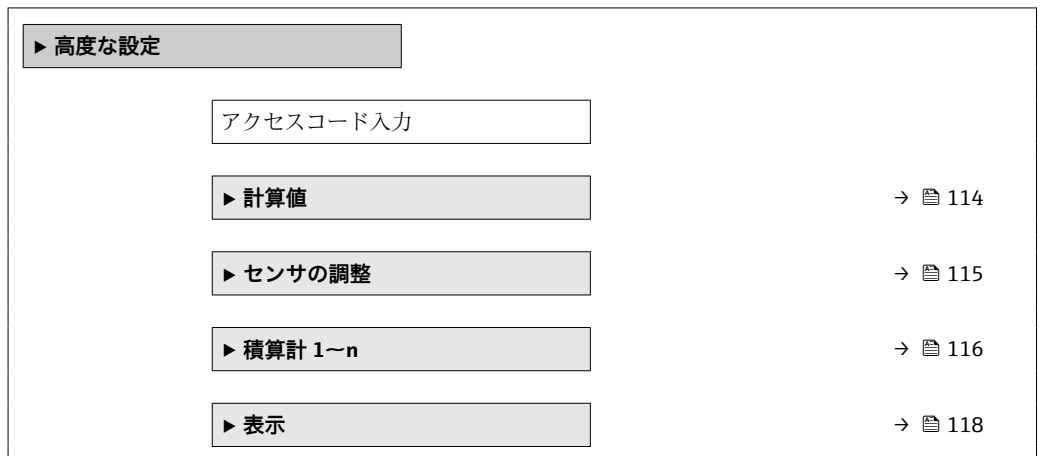 ▶ 高度な設定
アクセスコード入力
▶ 計算値 → 114
▶ センサの調整 → 115
▶ 積算計 1〜n → 116
▶ 表示 → 118